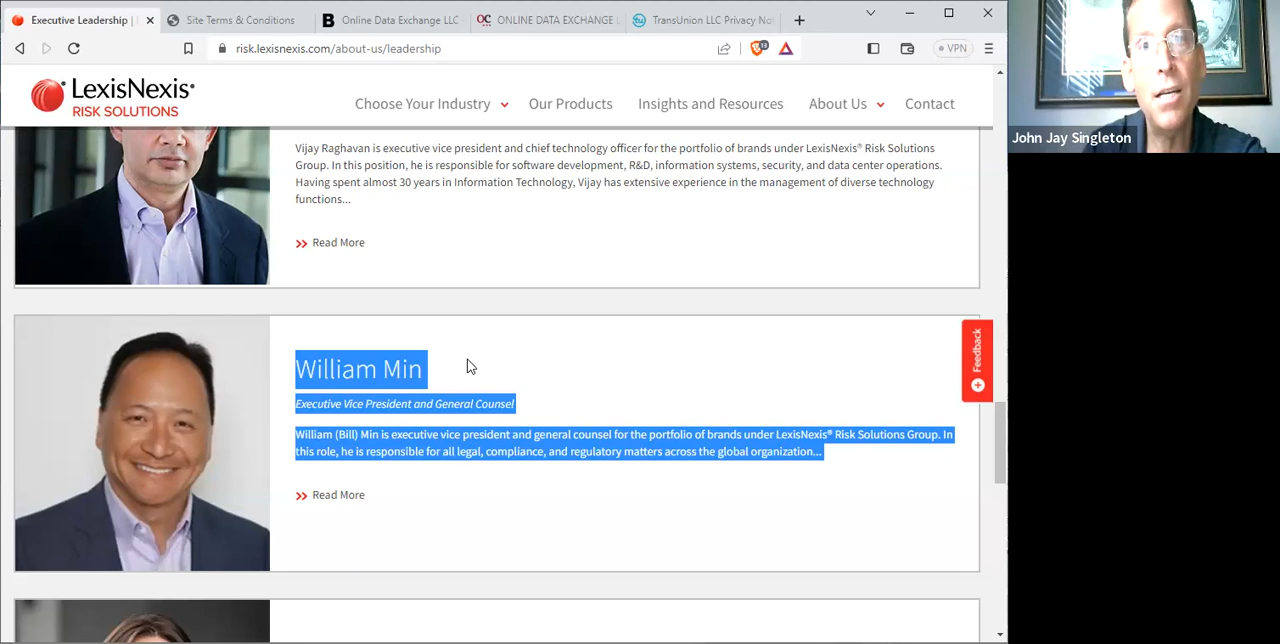 Executive Leadership |
Site Terms & Conditions
Online Data Exchange LLC
ONLINE DATA EXCHANGE
TransUnion LLC Privacy No
risk.lexisnexis.com/about-us/leadership
13
VPN
LexisNexis®
RISK SOLUTIONS
Choose Your Industry
Our Products
Insights and Resources
About Us
Contact
John Jay Singleton
Vijay Raghavan is executive vice president and chief technology officer for the portfolio of brands under LexisNexis® Risk Solutions
Group. In this position, he is responsible for software development, R&D, information systems, security, and data center operations.
Having spent almost 30 years in Information Technology, Vijay has extensive experience in the management of diverse technology
functions...
Read More
Feedback
William Min
Executive Vice President and General Counsel
William (Bill) Min is executive vice president and general counsel for the portfolio of brands under LexisNexis® Risk Solutions Group. In
this role, he is responsible for all legal, compliance, and regulatory matters across the global organization...
Read More